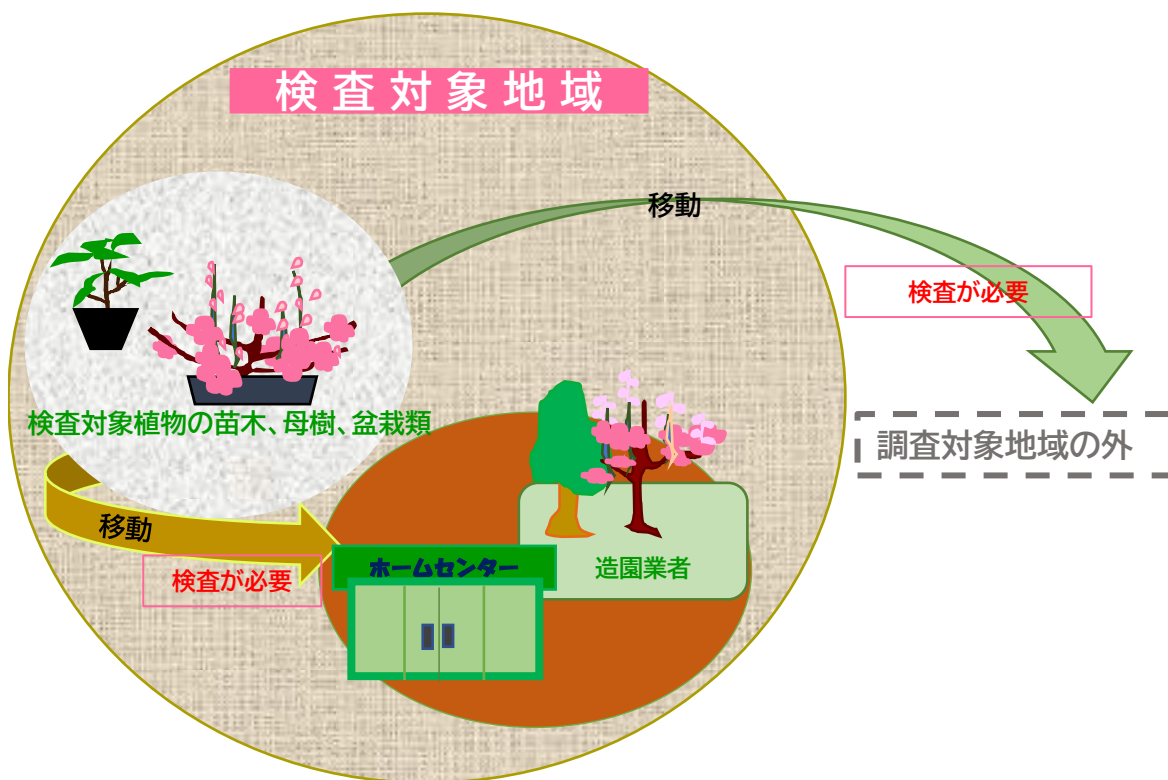 検査対象地域
移動
検査が必要
検査対象植物の苗木、母樹、盆栽類
調査対象地域の外
移動
検査が必要
ホームセンター
造園業者